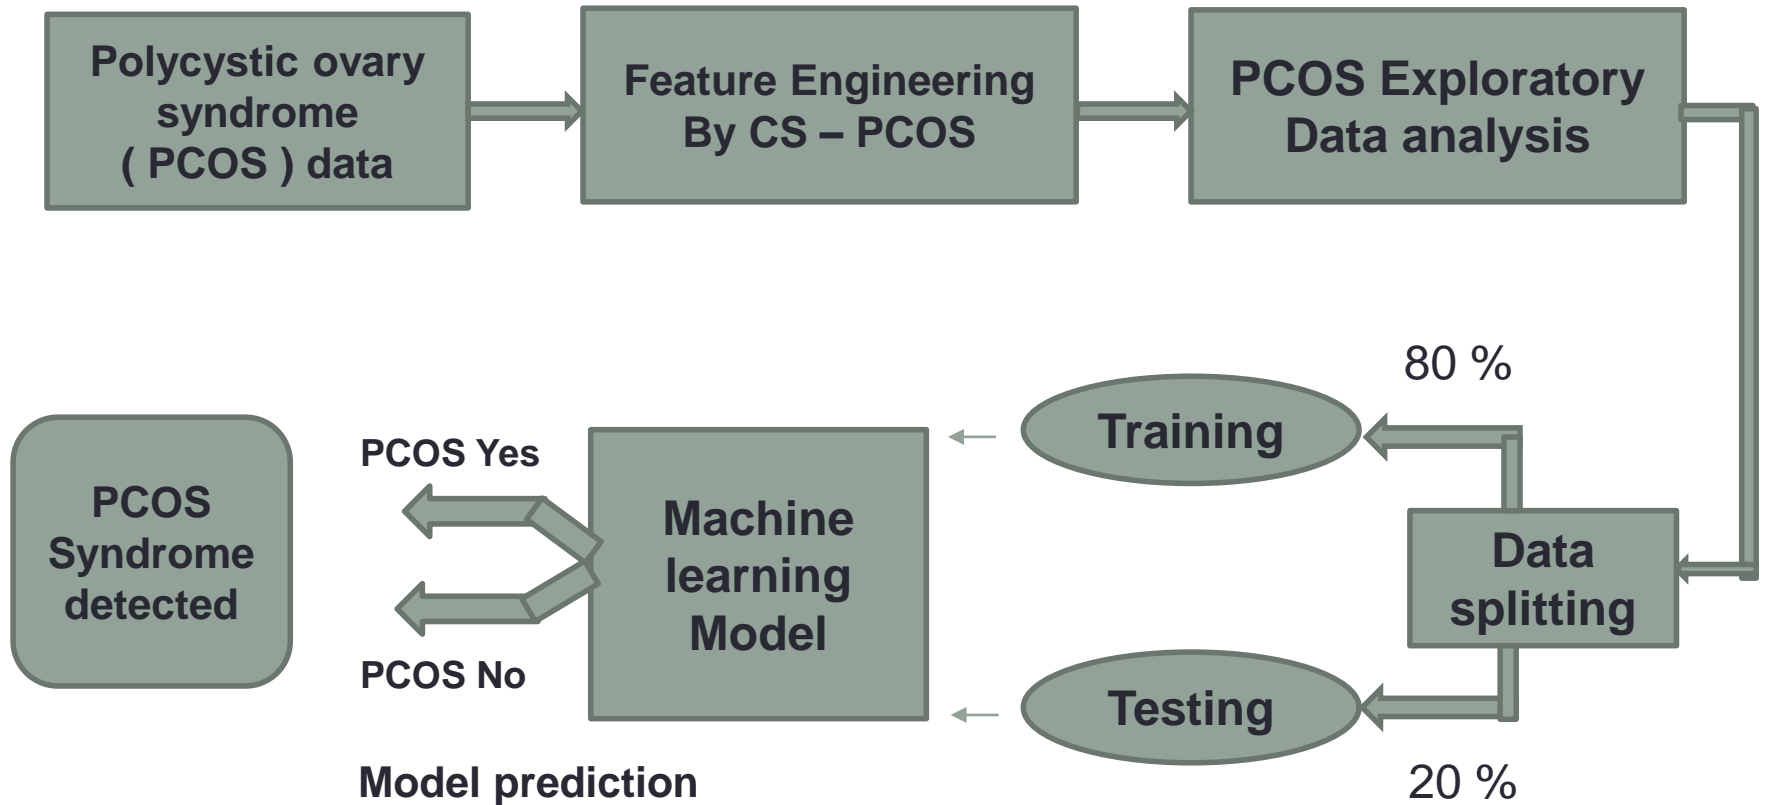 Polycystic ovary
syndrome
( PCOS ) data
Feature Engineering
By CS – PCOS
PCOS Exploratory
Data analysis
80 %
Training
Data
splitting
Testing
20 %
Machine
learning
Model
PCOS Yes
PCOS No
Model prediction
PCOS
Syndrome
detected